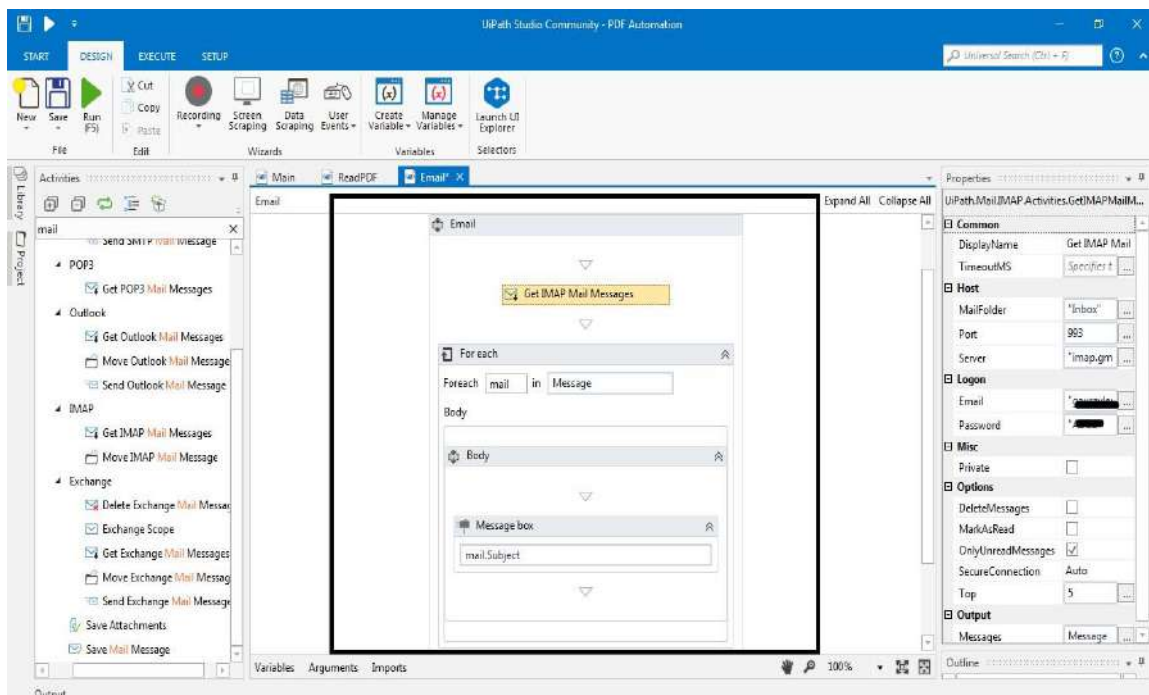 UiPath Studio Community - PDF Automation
START DESIGN EXECUTE SETUP
Universal Search (Ctrl + F)
New Save Run (F5)
Cut
Copy
Paste
Recording Screen Scraping Data Scraping User Events
Create Variable Manage Variables Launch UI Explorer
File Edit Wizards Variables Selectors
Library
Project
Activities
mail
Send SMTP Mail Message
POP3
Get POP3 Mail Messages
Outlook
Get Outlook Mail Messages
Move Outlook Mail Message
Send Outlook Mail Message
IMAP
Get IMAP Mail Messages
Move IMAP Mail Message
Exchange
Delete Exchange Mail Messag
Exchange Scope
Get Exchange Mail Messages
Move Exchange Mail Messag
Send Exchange Mail Message
Save Attachments
Save Mail Message
Main ReadPDF Email* X
Email Expand All Collapse All
Email
Get IMAP Mail Messages
For each
Foreach mail in Message
Body
Body
Message box
mail.Subject
Variables Arguments Imports 100%
Properties
UiPath.Mail.IMAP.Activities.GetIMAPMailM...
Common
DisplayName Get IMAP Mail
TimeoutMS Specifies t ...
Host
MailFolder "Inbox" ...
Port 993 ...
Server "imap.gm ...
Logon
Email ...
Password ...
Misc
Private
Options
DeleteMessages
MarkAsRead
OnlyUnreadMessages
SecureConnection Auto
Top 5 ...
Output
Messages Message ...
Outline
Output